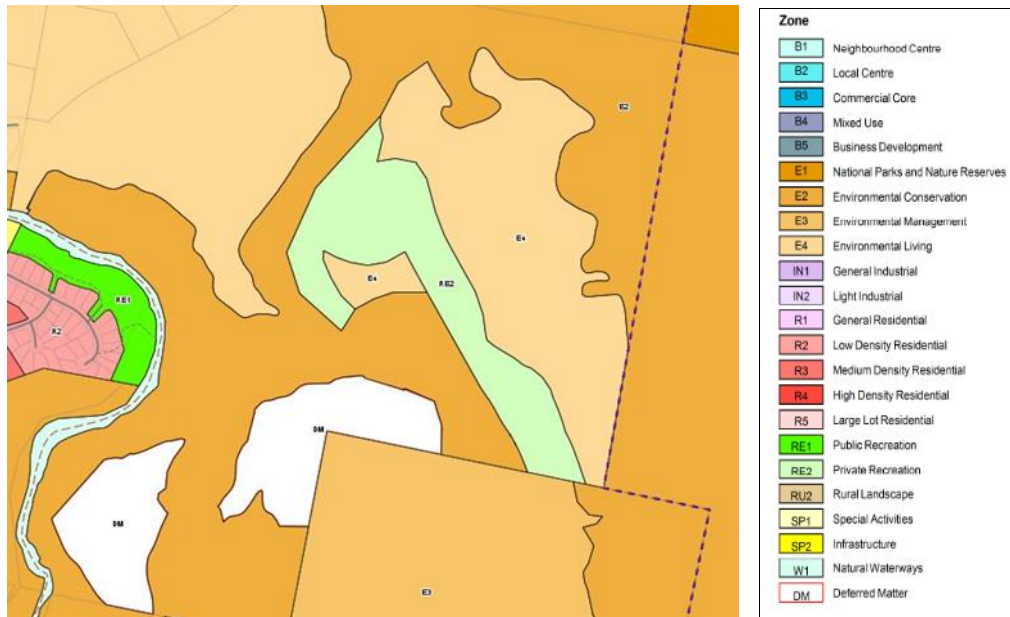 E2
E4
E4
RE2
RE1
R2
DM
DM
E3
Zone
B1 Neighbourhood Centre
B2 Local Centre
B3 Commercial Core
B4 Mixed Use
B5 Business Development
E1 National Parks and Nature Reserves
E2 Environmental Conservation
E3 Environmental Management
E4 Environmental Living
IN1 General Industrial
IN2 Light Industrial
R1 General Residential
R2 Low Density Residential
R3 Medium Density Residential
R4 High Density Residential
R5 Large Lot Residential
RE1 Public Recreation
RE2 Private Recreation
RU2 Rural Landscape
SP1 Special Activities
SP2 Infrastructure
W1 Natural Waterways
DM Deferred Matter